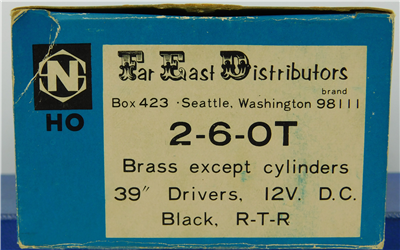 N
HO
Far East Distributors
brand
Box 423 · Seattle, Washington 98111
2-6-OT
Brass except cylinders
39″ Drivers, 12V. D.C.
Black, R-T-R